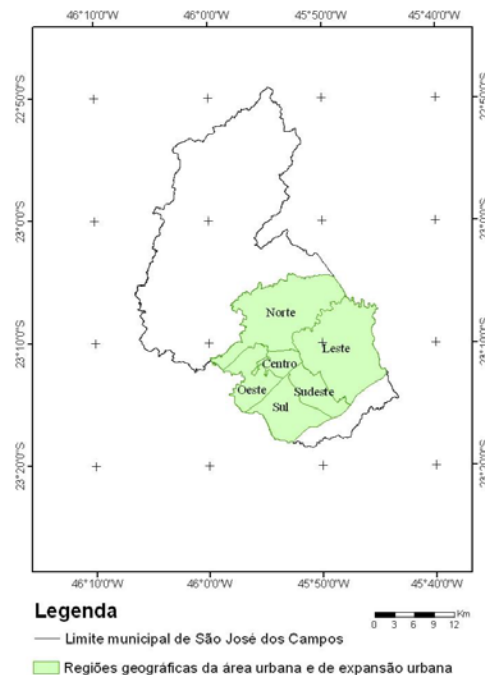 46°10'0"W 46°0'0"W 45°50'0"W 45°40'0"W
22°50'0"S 22°50'0"S
23°0'0"S 23°0'0"S
Norte
23°10'0"S Leste 23°10'0"S
Centro
Oeste Sudeste
Sul
23°20'0"S 23°20'0"S
46°10'0"W 46°0'0"W 45°50'0"W 45°40'0"W
Legenda
Km
0 3 6 9 12
Limite municipal de São José dos Campos
Regiões geográficas da área urbana e de expansão urbana